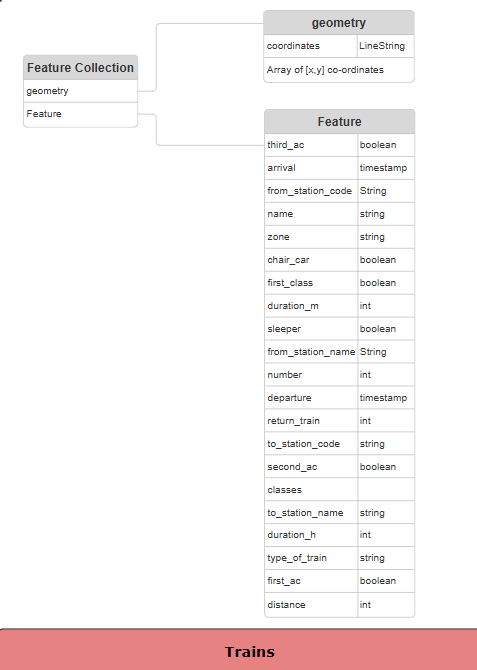 geometry
coordinates LineString
Array of [x,y] co-ordinates
Feature Collection
geometry
Feature
Feature
third_ac boolean
arrival timestamp
from_station_code String
name string
zone string
chair_car boolean
first_class boolean
duration_m int
sleeper boolean
from_station_name String
number int
departure timestamp
return_train int
to_station_code string
second_ac boolean
classes
to_station_name string
duration_h int
type_of_train string
first_ac boolean
distance int
Trains